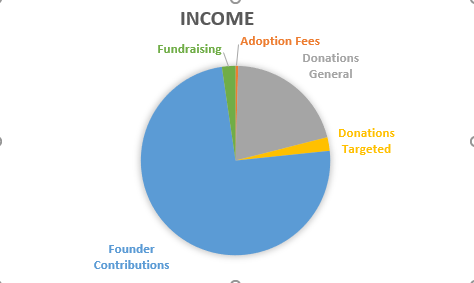 INCOME
Fundraising
Adoption Fees
Donations
General
Donations
Targeted
Founder
Contributions